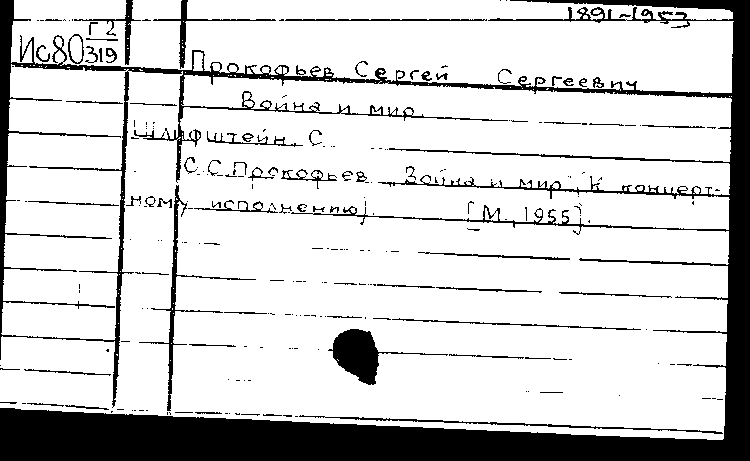 1891-1953
Ис80 Г2/319
Прокофьев Сергей Сергеевич
Война и мир.
Шлифштейн, С.
С.С.Прокофьев „Война и мир". [К концерт-
ному исполнению]. [М., 1955].